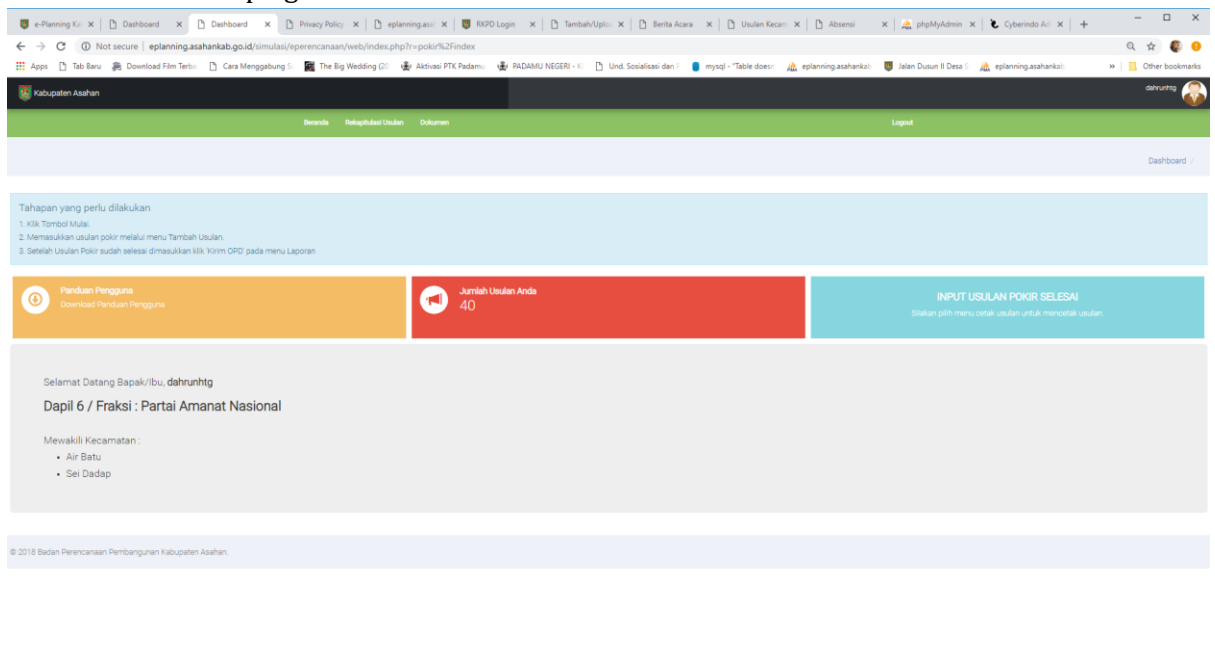 e-Planning Ka
Dashboard
Dashboard
Privacy Policy
eplanning.asa
RKPD Login
Tambah/Uplo
Berita Acara
Usulan Kecam
Absensi
phpMyAdmin
Cyberindo Ad
Not secure | eplanning.asahankab.go.id/simulasi/eperencanaan/web/index.php?r=pokir%2Findex
Apps
Tab Baru
Download Film Terba
Cara Menggabung S
The Big Wedding (20
Aktivasi PTK Padamu
PADAMU NEGERI - K
Und. Sosialisasi dan
mysql - "Table doesn
eplanning.asahankab
Jalan Dusun II Desa S
eplanning.asahankab
»
Other bookmarks
Kabupaten Asahan
dahrunhtg
Beranda
Rekapitulasi Usulan
Dokumen
Logout
Dashboard /
Tahapan yang perlu dilakukan
1. Klik Tombol Mulai.
2. Memasukkan usulan pokir melalui menu Tambah Usulan.
3. Setelah Usulan Pokir sudah selesai dimasukkan klik 'Kirim OPD' pada menu Laporan
Panduan Pengguna
Download Panduan Pengguna
Jumlah Usulan Anda
40
INPUT USULAN POKIR SELESAI
Silakan pilih menu cetak usulan untuk mencetak usulan.
Selamat Datang Bapak/Ibu, dahrunhtg
Dapil 6 / Fraksi : Partai Amanat Nasional
Mewakili Kecamatan :
• Air Batu
• Sei Dadap
© 2018 Badan Perencanaan Pembangunan Kabupaten Asahan.